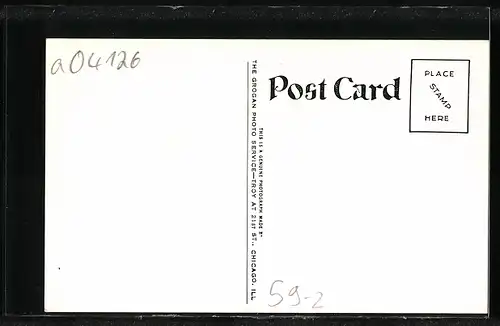 a04126
Post Card
PLACE
STAMP
HERE
THIS IS A GENUINE PHOTOGRAPH MADE BY
THE GROGAN PHOTO SERVICE—TROY AT 21ST ST., CHICAGO, ILL
59-2